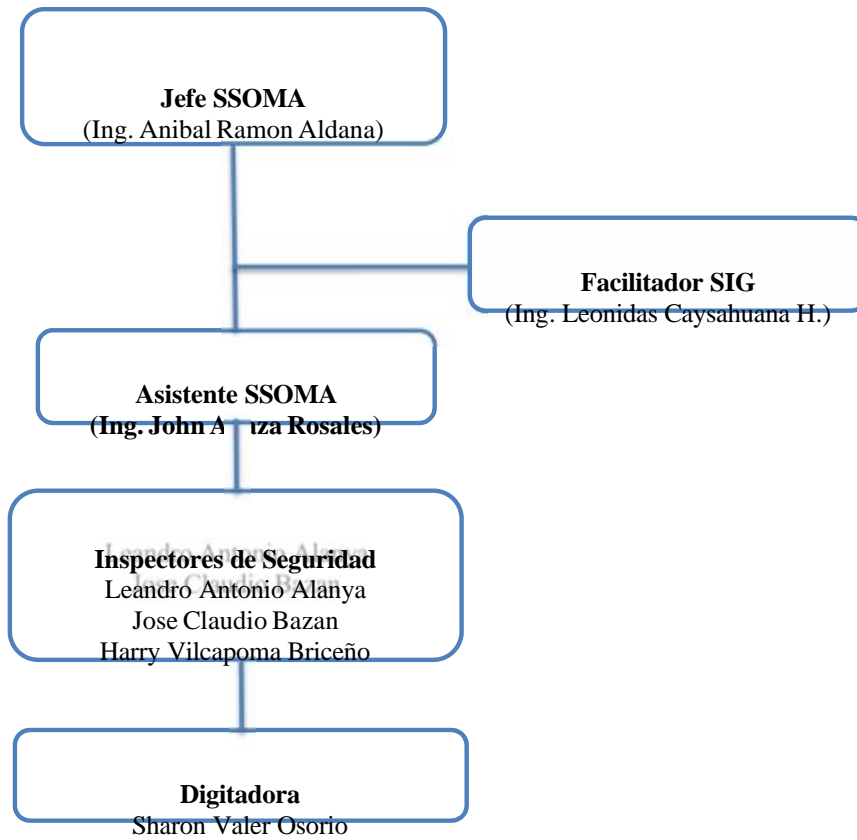 Jefe SSOMA
(Ing. Anibal Ramon Aldana)
Facilitador SIG
(Ing. Leonidas Caysahuana H.)
Asistente SSOMA
(Ing. John Rosales)
Inspectores de Seguridad
Leandro Antonio Alanya
Jose Claudio Bazan
Harry Vilcapoma Briceño
Digitadora
Sharon Valer Osorio